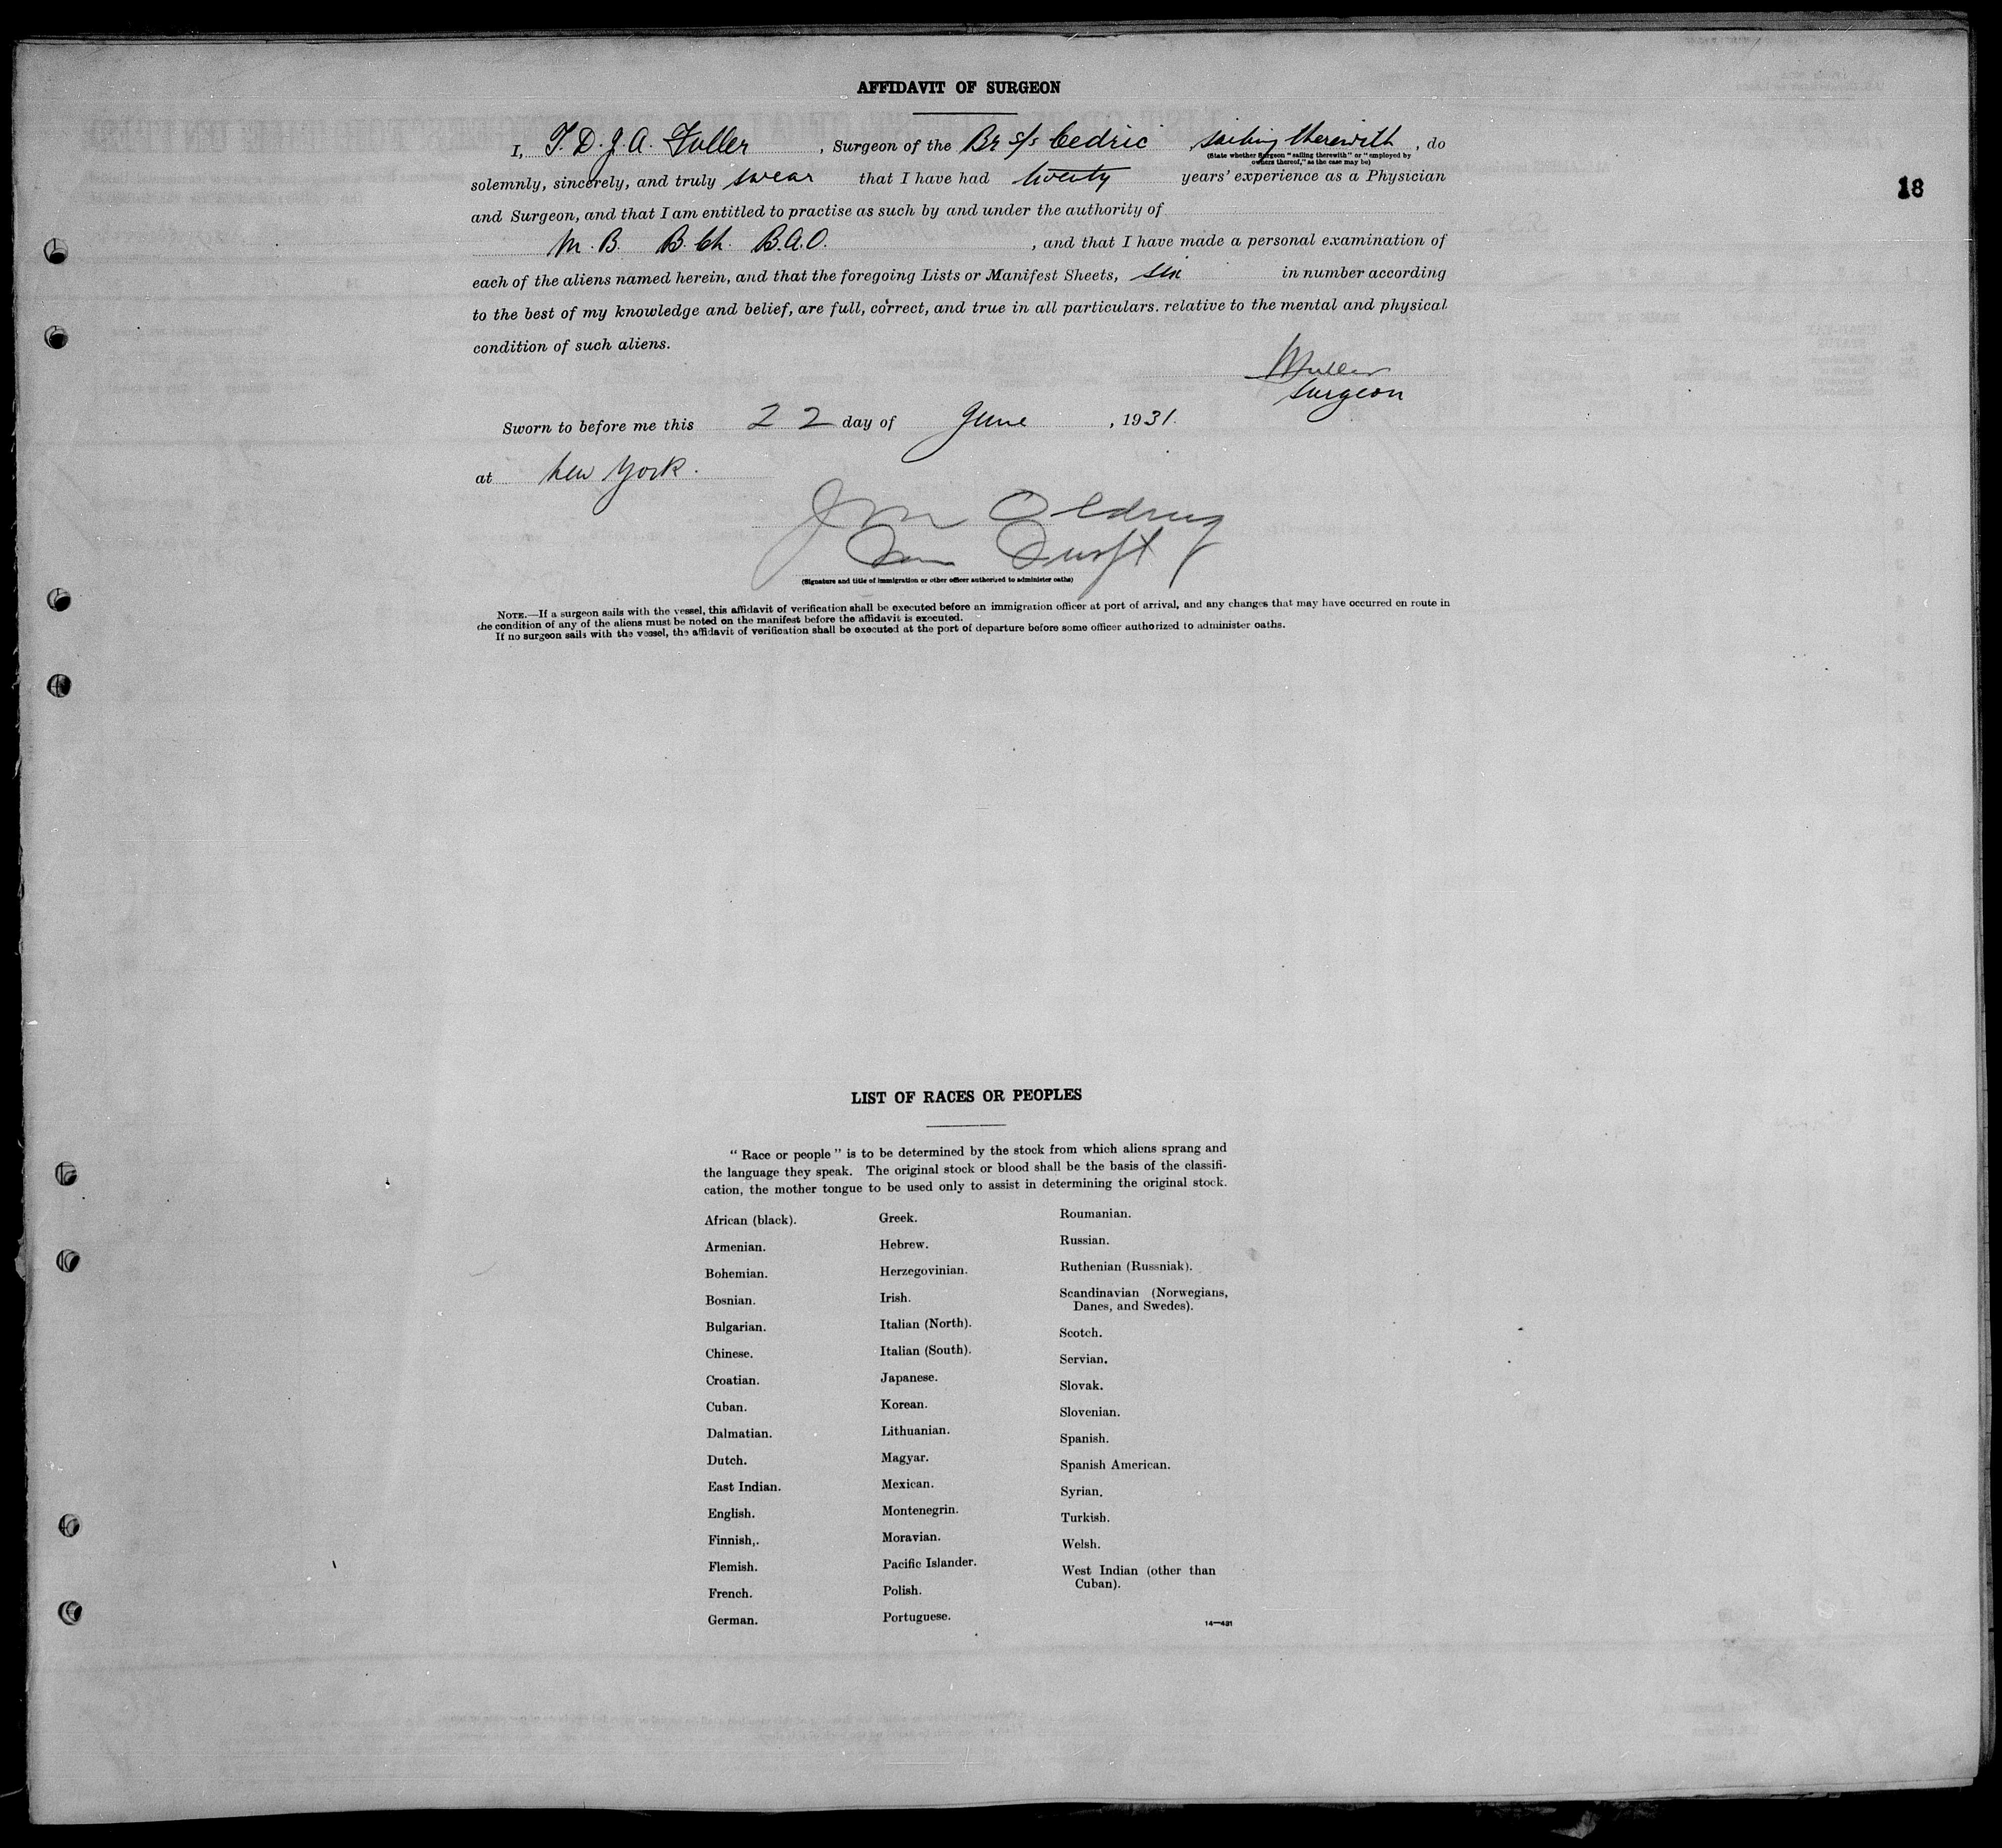 AFFIDAVIT OF SURGEON
18
I, T. D. J. A. Fuller, Surgeon of the Br s/s Cedric sailing therewith, do
(State whether Surgeon "sailing therewith" or "employed by
owners thereof," as the case may be)
solemnly, sincerely, and truly swear that I have had twenty years' experience as a Physician
and Surgeon, and that I am entitled to practise as such by and under the authority of
M. B. B. Ch. B.A.O., and that I have made a personal examination of
each of the aliens named herein, and that the foregoing Lists or Manifest Sheets, six in number according
to the best of my knowledge and belief, are full, correct, and true in all particulars. relative to the mental and physical
condition of such aliens.
Surgeon
Sworn to before me this 22 day of June, 1931.
at New York.
(Signature and title of immigration or other officer authorized to administer oaths)
NOTE.—If a surgeon sails with the vessel, this affidavit of verification shall be executed before an immigration officer at port of arrival, and any changes that may have occurred en route in
the condition of any of the aliens must be noted on the manifest before the affidavit is executed.
If no surgeon sails with the vessel, the affidavit of verification shall be executed at the port of departure before some officer authorized to administer oaths.
LIST OF RACES OR PEOPLES
"Race or people" is to be determined by the stock from which aliens sprang and
the language they speak. The original stock or blood shall be the basis of the classifi-
cation, the mother tongue to be used only to assist in determining the original stock.
African (black).
Armenian.
Bohemian.
Bosnian.
Bulgarian.
Chinese.
Croatian.
Cuban.
Dalmatian.
Dutch.
East Indian.
English.
Finnish,.
Flemish.
French.
German.
Greek.
Hebrew.
Herzegovinian.
Irish.
Italian (North).
Italian (South).
Japanese.
Korean.
Lithuanian.
Magyar.
Mexican.
Montenegrin.
Moravian.
Pacific Islander.
Polish.
Portuguese.
Roumanian.
Russian.
Ruthenian (Russniak).
Scandinavian (Norwegians,
Danes, and Swedes).
Scotch.
Servian.
Slovak.
Slovenian.
Spanish.
Spanish American.
Syrian.
Turkish.
Welsh.
West Indian (other than
Cuban).
14—431